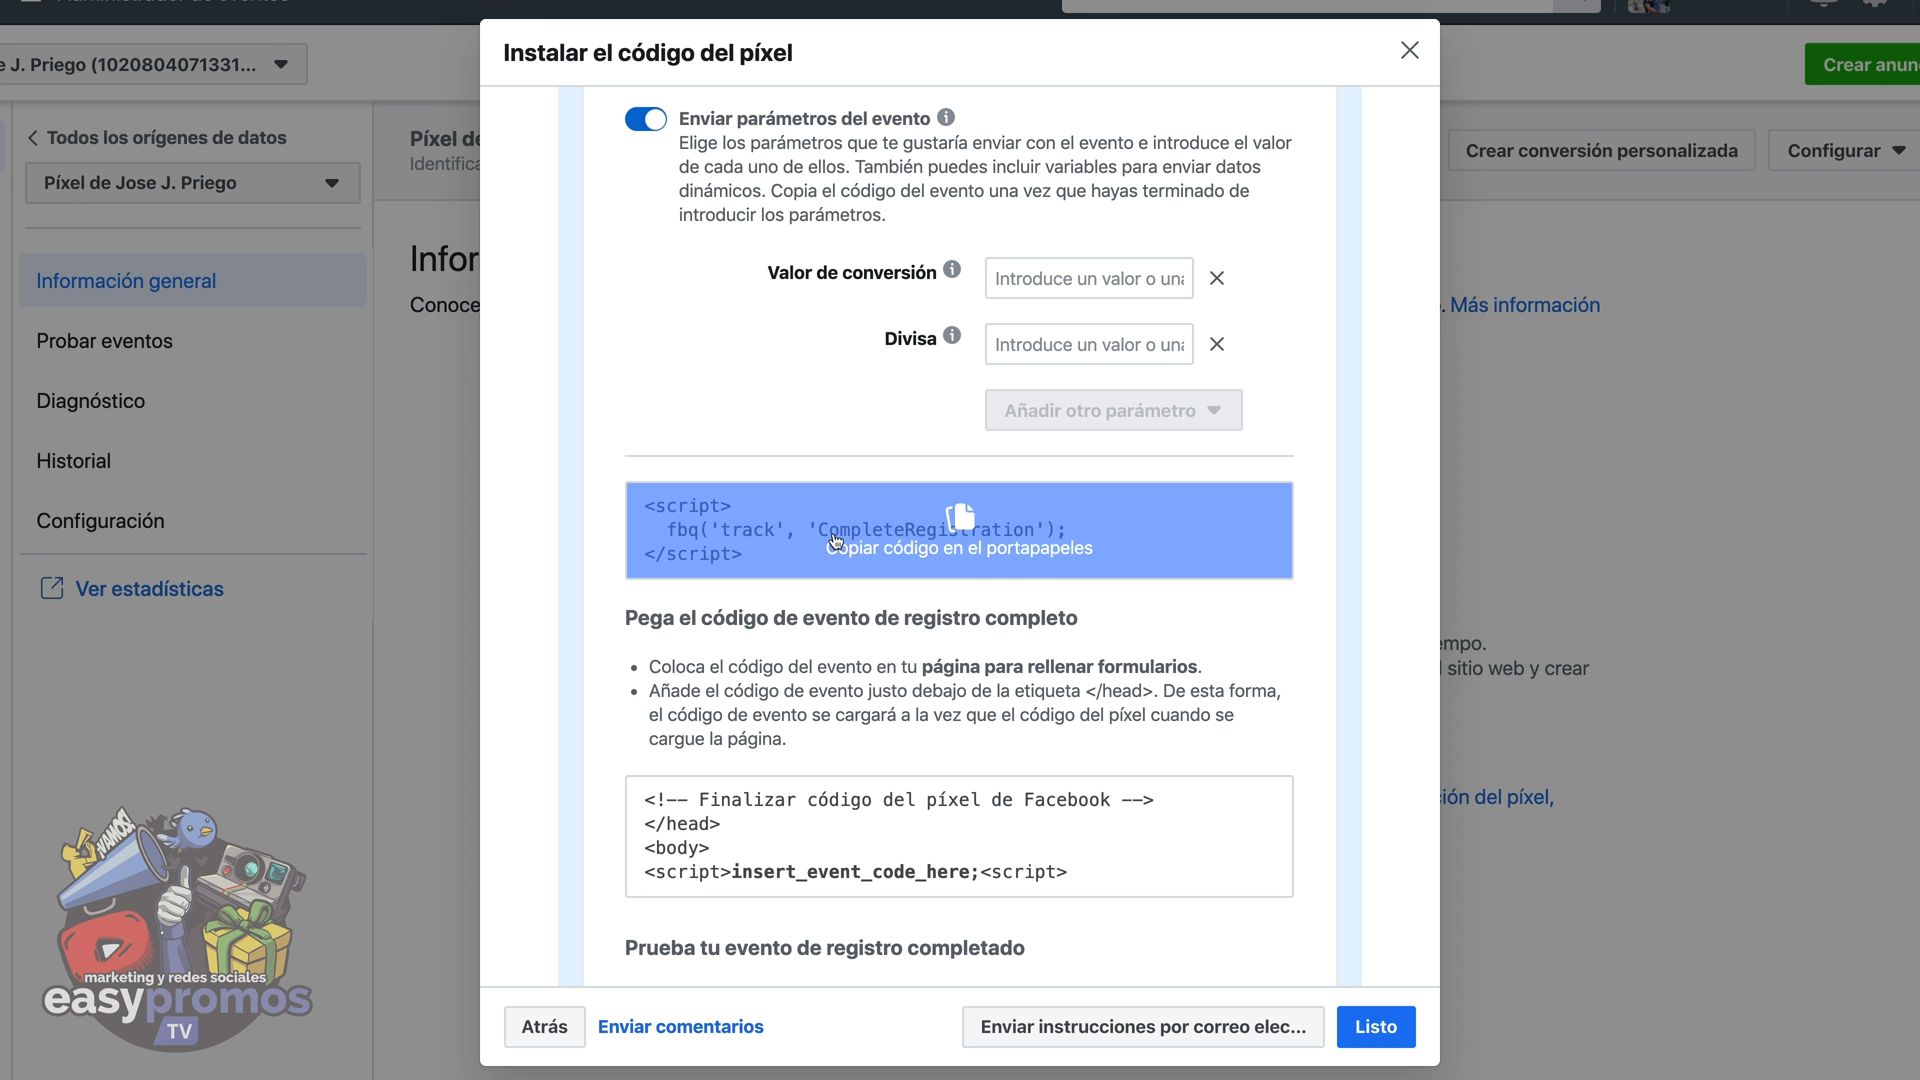 Instalar el código del píxel
e J. Priego (1020804071331...
Crear anun
Todos los orígenes de datos
Píxel de Jose J. Priego
Píxel de
Identifica
Crear conversión personalizada
Configurar
Información general
Probar eventos
Diagnóstico
Historial
Configuración
Ver estadísticas
Infor
Conoce
. Más información
Enviar parámetros del evento
Elige los parámetros que te gustaría enviar con el evento e introduce el valor
de cada uno de ellos. También puedes incluir variables para enviar datos
dinámicos. Copia el código del evento una vez que hayas terminado de
introducir los parámetros.
Valor de conversión
Introduce un valor o una
Divisa
Introduce un valor o una
Añadir otro parámetro
<script>
fbq('track', 'CompleteRegistration');
</script>
Copiar código en el portapapeles
Pega el código de evento de registro completo
• Coloca el código del evento en tu página para rellenar formularios.
• Añade el código de evento justo debajo de la etiqueta </head>. De esta forma,
el código de evento se cargará a la vez que el código del píxel cuando se
cargue la página.
<!-- Finalizar código del píxel de Facebook -->
</head>
<body>
<script>insert_event_code_here;<script>
Prueba tu evento de registro completado
empo.
l sitio web y crear
ión del píxel,
¡VAMOS!
marketing y redes sociales
easypromos
TV
Atrás
Enviar comentarios
Enviar instrucciones por correo elec...
Listo